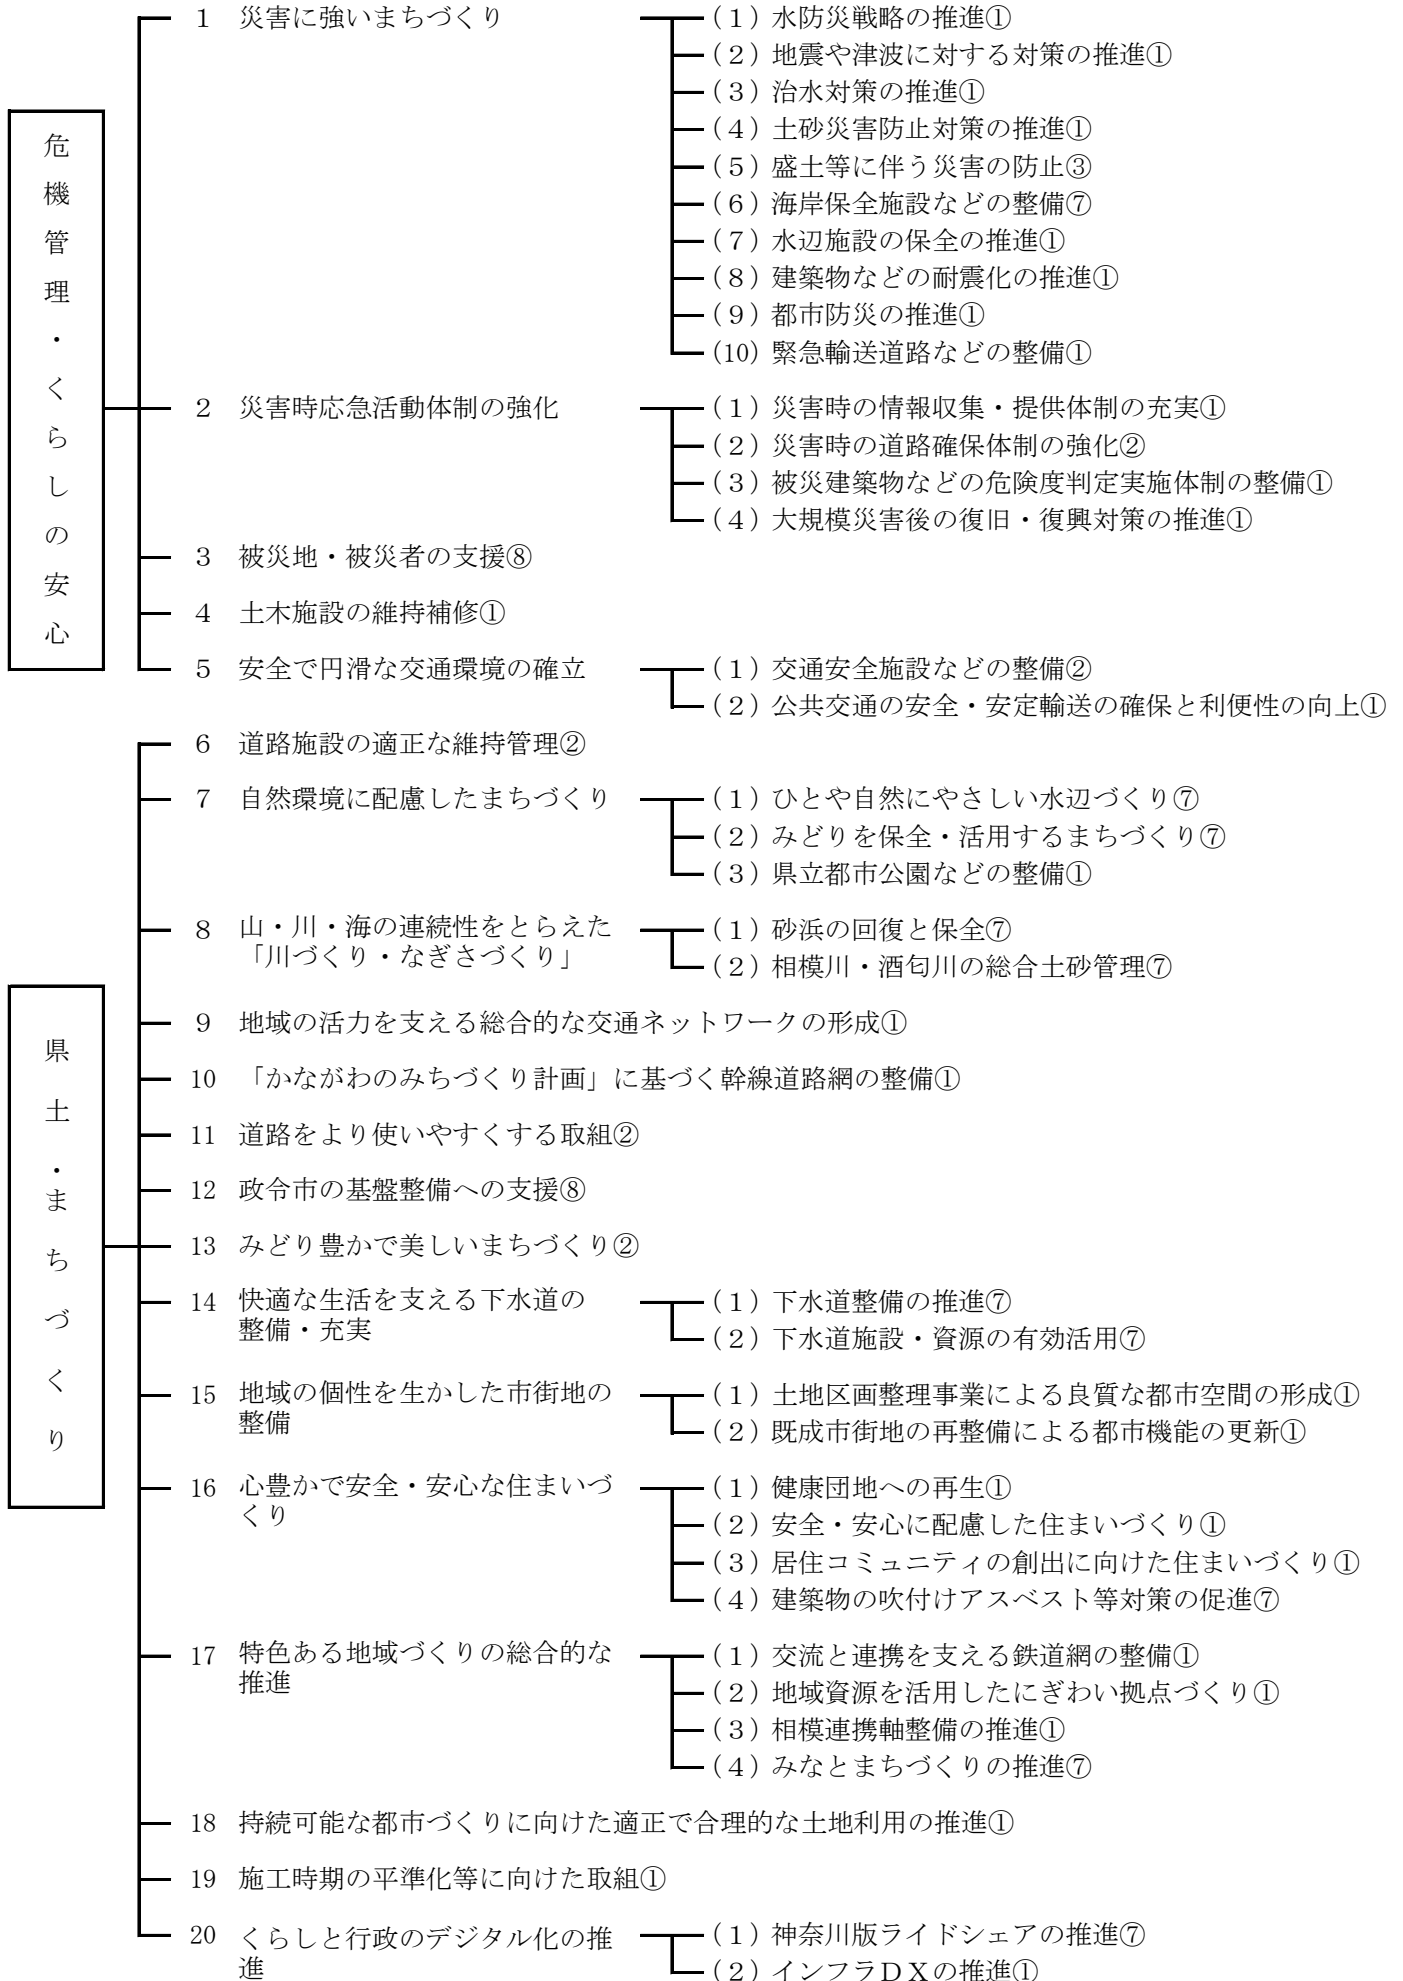 危機管理・くらしの安心
1 災害に強いまちづくり
(1) 水防災戦略の推進①
(2) 地震や津波に対する対策の推進①
(3) 治水対策の推進①
(4) 土砂災害防止対策の推進①
(5) 盛土等に伴う災害の防止③
(6) 海岸保全施設などの整備⑦
(7) 水辺施設の保全の推進①
(8) 建築物などの耐震化の推進①
(9) 都市防災の推進①
(10) 緊急輸送道路などの整備①
2 災害時応急活動体制の強化
(1) 災害時の情報収集・提供体制の充実①
(2) 災害時の道路確保体制の強化②
(3) 被災建築物などの危険度判定実施体制の整備①
(4) 大規模災害後の復旧・復興対策の推進①
3 被災地・被災者の支援⑧
4 土木施設の維持補修①
5 安全で円滑な交通環境の確立
(1) 交通安全施設などの整備②
(2) 公共交通の安全・安定輸送の確保と利便性の向上①
県土・まちづくり
6 道路施設の適正な維持管理②
7 自然環境に配慮したまちづくり
(1) ひとや自然にやさしい水辺づくり⑦
(2) みどりを保全・活用するまちづくり⑦
(3) 県立都市公園などの整備①
8 山・川・海の連続性をとらえた
「川づくり・なぎさづくり」
(1) 砂浜の回復と保全⑦
(2) 相模川・酒匂川の総合土砂管理⑦
9 地域の活力を支える総合的な交通ネットワークの形成①
10 「かながわのみちづくり計画」に基づく幹線道路網の整備①
11 道路をより使いやすくする取組②
12 政令市の基盤整備への支援⑧
13 みどり豊かで美しいまちづくり②
14 快適な生活を支える下水道の
整備・充実
(1) 下水道整備の推進⑦
(2) 下水道施設・資源の有効活用⑦
15 地域の個性を生かした市街地の
整備
(1) 土地区画整理事業による良質な都市空間の形成①
(2) 既成市街地の再整備による都市機能の更新①
16 心豊かで安全・安心な住まいづ
くり
(1) 健康団地への再生①
(2) 安全・安心に配慮した住まいづくり①
(3) 居住コミュニティの創出に向けた住まいづくり①
(4) 建築物の吹付けアスベスト等対策の促進⑦
17 特色ある地域づくりの総合的な
推進
(1) 交流と連携を支える鉄道網の整備①
(2) 地域資源を活用したにぎわい拠点づくり①
(3) 相模連携軸整備の推進①
(4) みなとまちづくりの推進⑦
18 持続可能な都市づくりに向けた適正で合理的な土地利用の推進①
19 施工時期の平準化等に向けた取組①
20 くらしと行政のデジタル化の推
進
(1) 神奈川版ライドシェアの推進⑦
(2) インフラDXの推進①